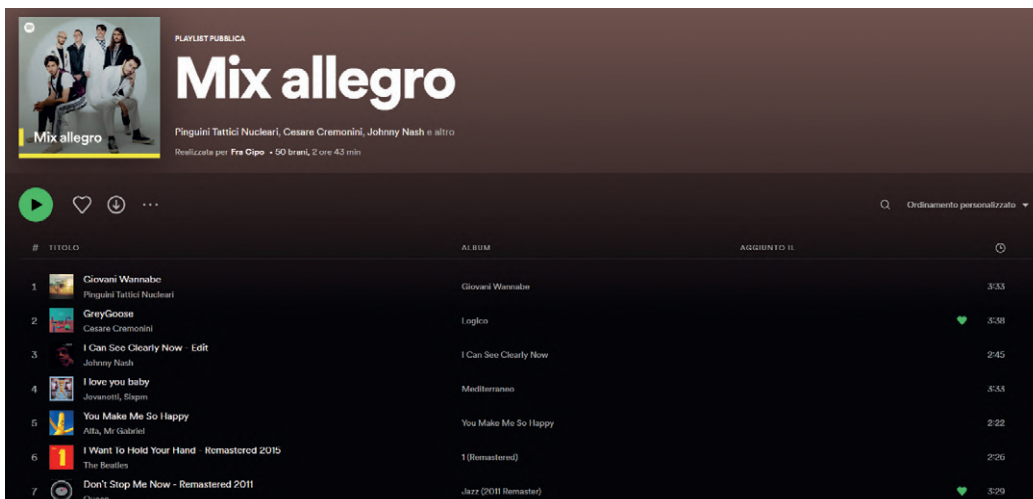 PLAYLIST PUBBLICA
Mix allegro
Mix allegro
Pinguini Tattici Nucleari, Cesare Cremonini, Johnny Nash e altro
Realizzata per Fra Cipo • 50 brani, 2 ore 43 min
Ordinamento personalizzato
# TITOLO ALBUM AGGIUNTO IL
1 Giovani Wannabe Giovani Wannabe 3:33
Pinguini Tattici Nucleari
2 GreyGoose Logico 3:38
Cesare Cremonini
3 I Can See Clearly Now - Edit I Can See Clearly Now 2:45
Johnny Nash
4 I love you baby Mediterraneo 3:33
Jovanotti, Sixpm
5 You Make Me So Happy You Make Me So Happy 2:22
Alfa, Mr Gabriel
6 I Want To Hold Your Hand - Remastered 2015 1 (Remastered) 2:26
The Beatles
7 Don't Stop Me Now - Remastered 2011 Jazz (2011 Remaster) 3:29
Queen